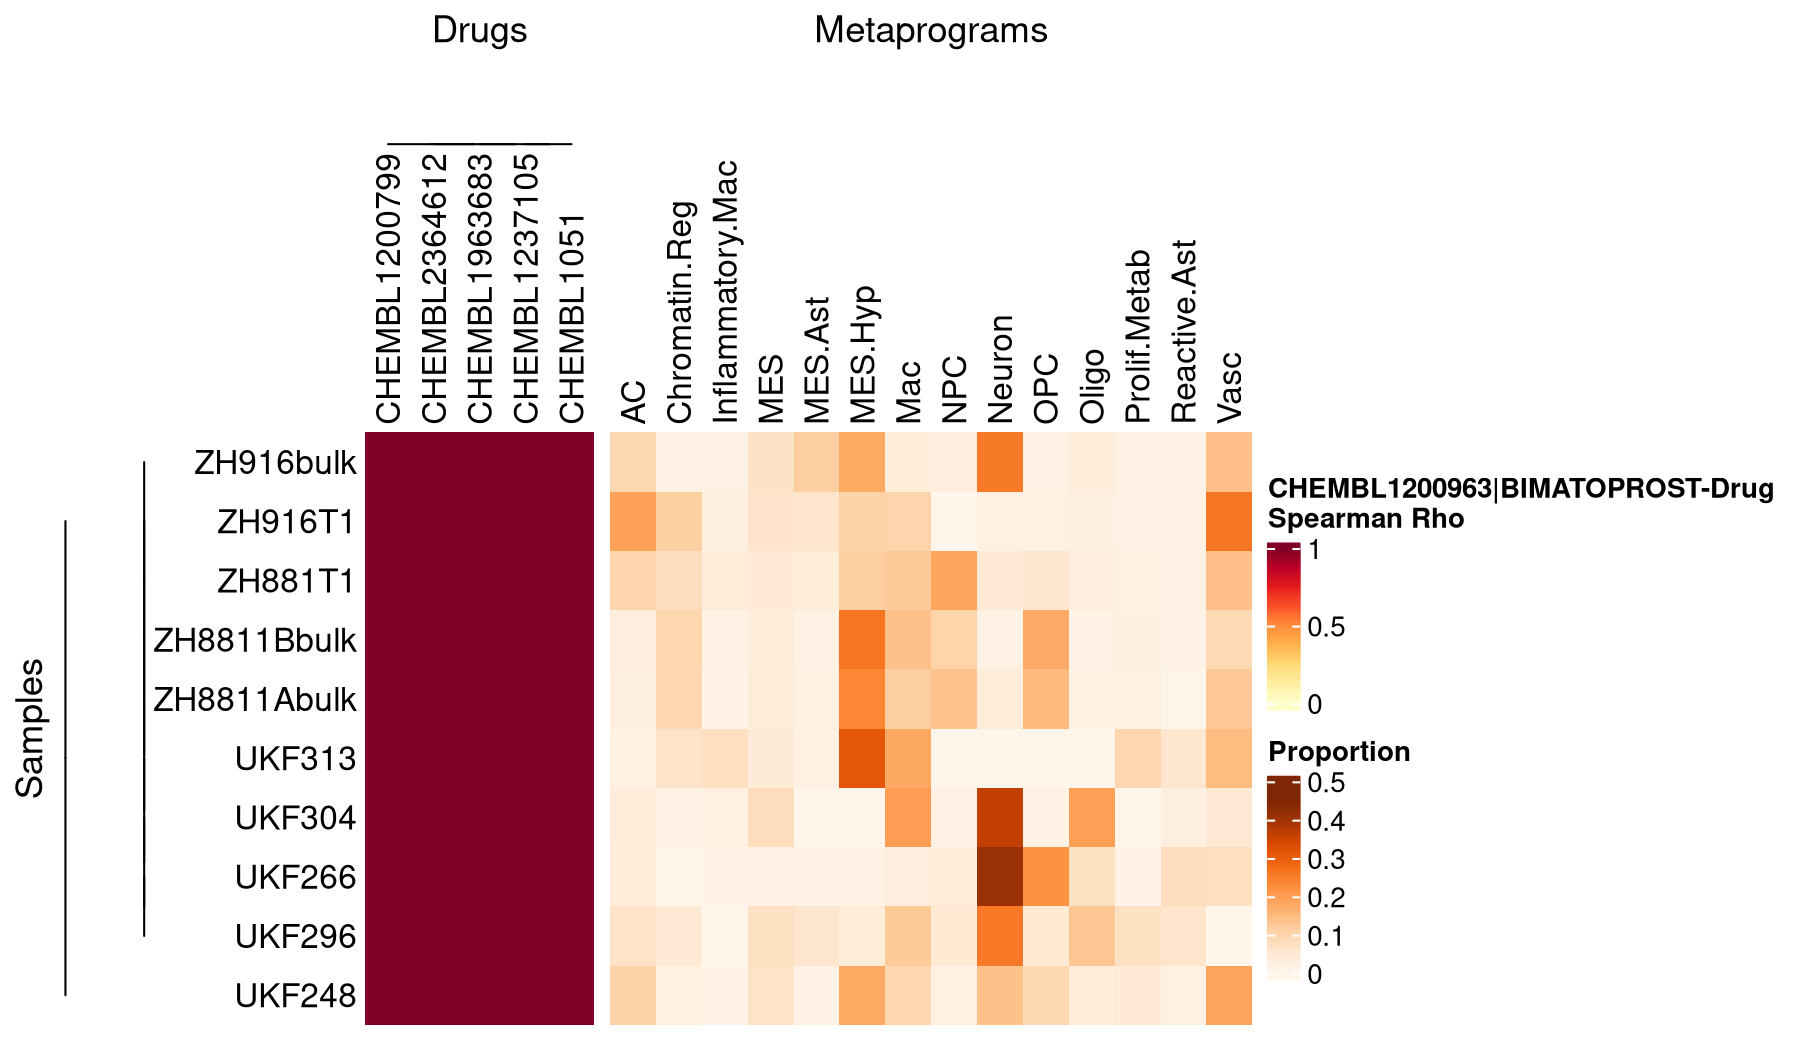 Drugs
Metaprograms
CHEMBL1200799
CHEMBL2364612
CHEMBL1963683
CHEMBL1237105
CHEMBL1051
AC
Chromatin.Reg
Inflammatory.Mac
MES
MES.Ast
MES.Hyp
Mac
NPC
Neuron
OPC
Oligo
Prolif.Metab
Reactive.Ast
Vasc
Samples
ZH916bulk
ZH916T1
ZH881T1
ZH8811Bbulk
ZH8811Abulk
UKF313
UKF304
UKF266
UKF296
UKF248
CHEMBL1200963|BIMATOPROST-Drug
Spearman Rho
1
0.5
0
Proportion
0.5
0.4
0.3
0.2
0.1
0